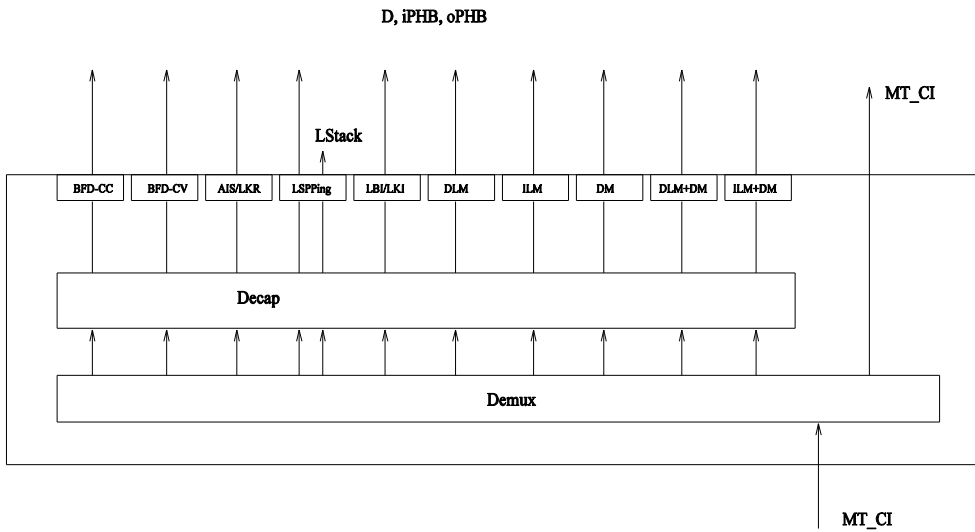 D, iPHB, oPHB
MT_CI
LStack
BFD-CC BFD-CV AIS/LKR LSPPing LBI/LKI DLM ILM DM DLM+DM ILM+DM
Decap
Demux
MT_CI